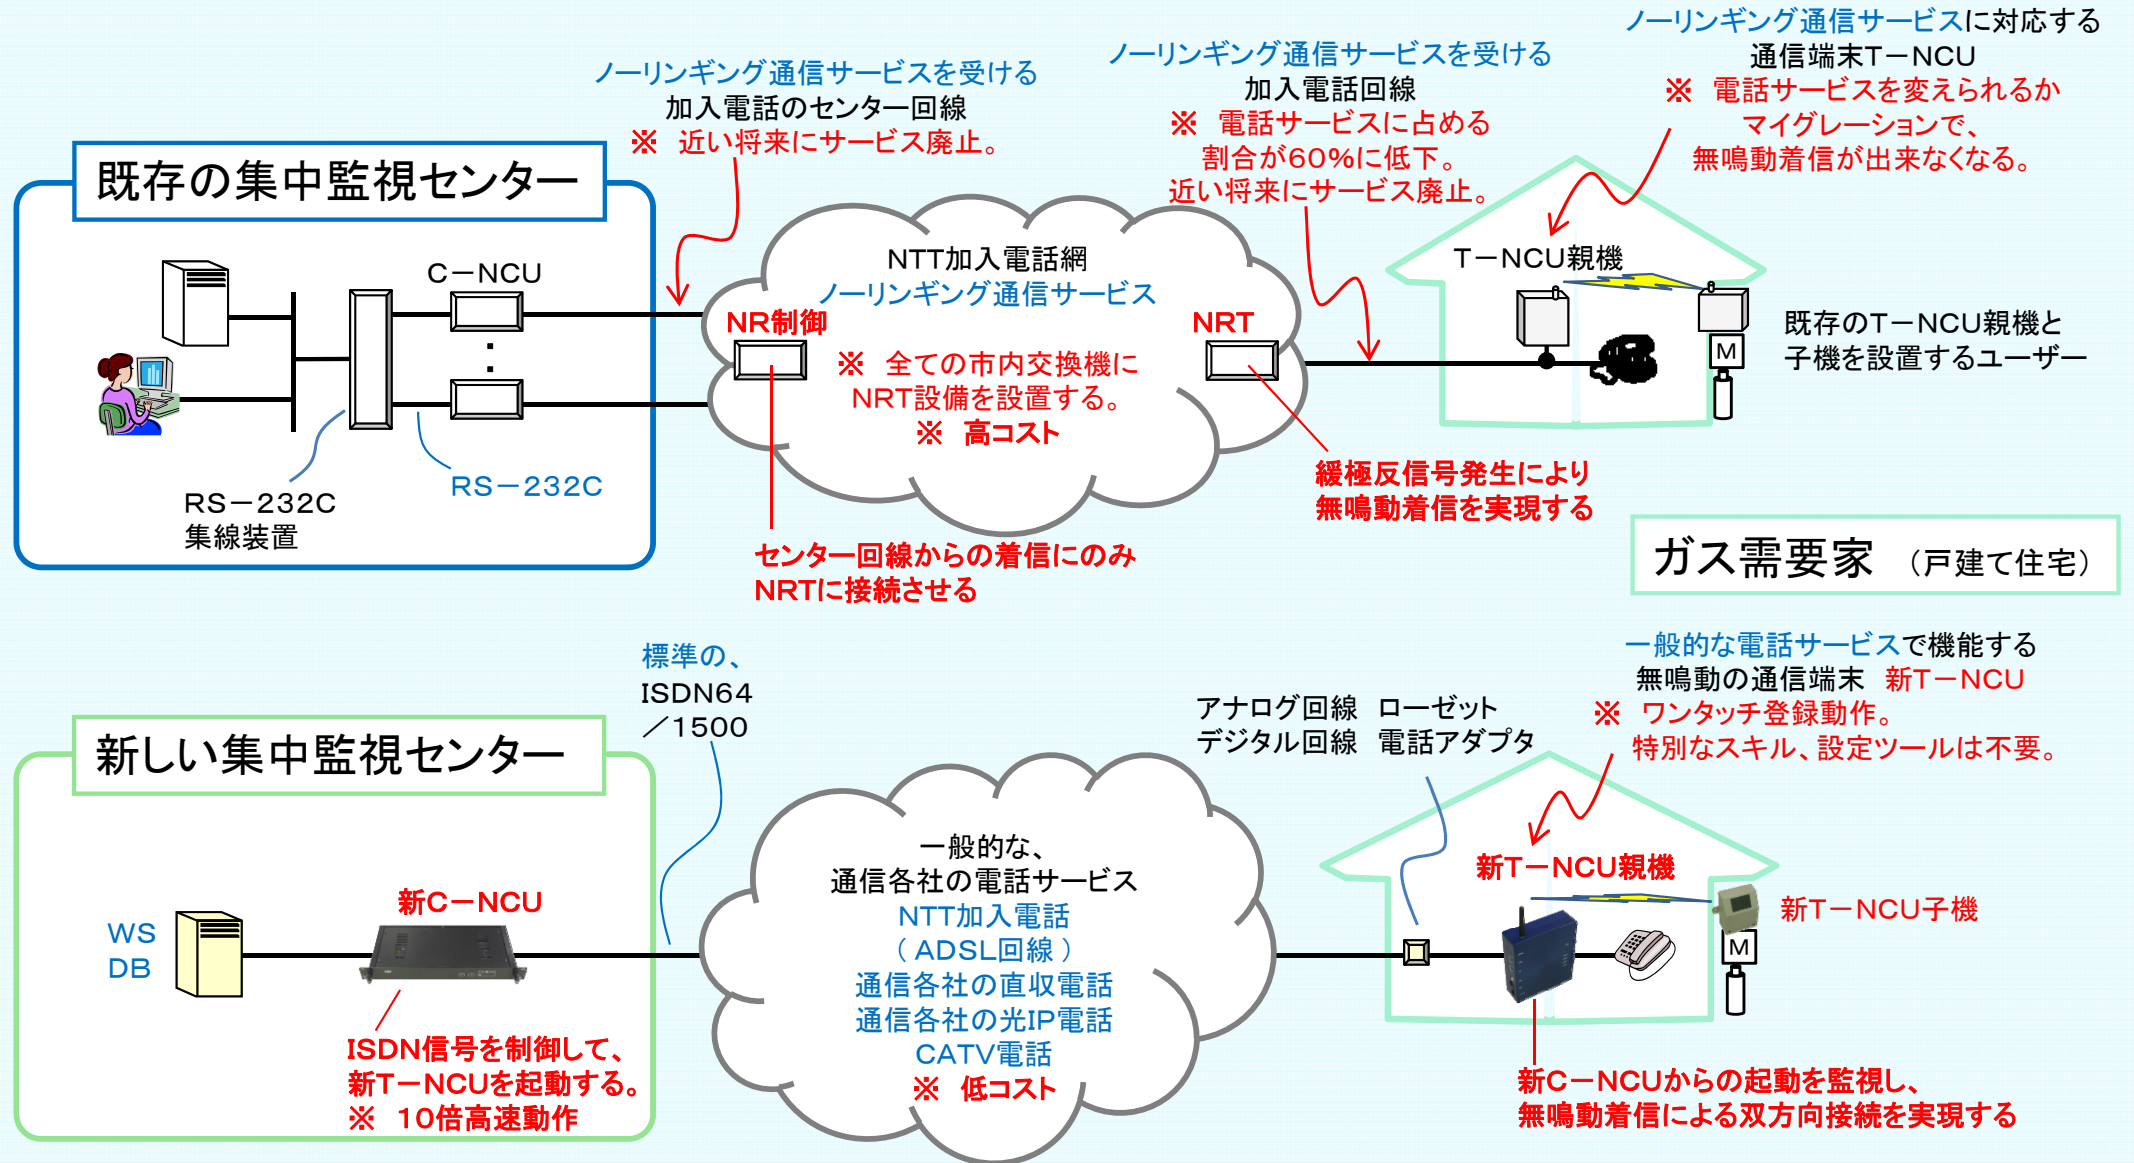 ノーリンギング通信サービスを受ける
加入電話のセンター回線
※ 近い将来にサービス廃止。
ノーリンギング通信サービスを受ける
加入電話回線
※ 電話サービスに占める
割合が60%に低下。
近い将来にサービス廃止。
ノーリンギング通信サービスに対応する
通信端末T－NCU
※ 電話サービスを変えられるか
マイグレーションで、
無鳴動着信が出来なくなる。
既存の集中監視センター
C－NCU
:
RS－232C
集線装置
RS－232C
NTT加入電話網
ノーリンギング通信サービス
NR制御
NRT
※ 全ての市内交換機に
NRT設備を設置する。
※ 高コスト
センター回線からの着信にのみ
NRTに接続させる
緩極反信号発生により
無鳴動着信を実現する
T－NCU親機
M
既存のT－NCU親機と
子機を設置するユーザー
ガス需要家 （戸建て住宅）
新しい集中監視センター
WS
DB
新C－NCU
ISDN信号を制御して、
新T－NCUを起動する。
※ 10倍高速動作
標準の、
ISDN64
／1500
一般的な、
通信各社の電話サービス
NTT加入電話
（ADSL回線）
通信各社の直収電話
通信各社の光IP電話
CATV電話
※ 低コスト
アナログ回線 ローゼット
デジタル回線 電話アダプタ
一般的な電話サービスで機能する
無鳴動の通信端末 新T－NCU
※ ワンタッチ登録動作。
特別なスキル、設定ツールは不要。
新T－NCU親機
新T－NCU子機
M
新C－NCUからの起動を監視し、
無鳴動着信による双方向接続を実現する